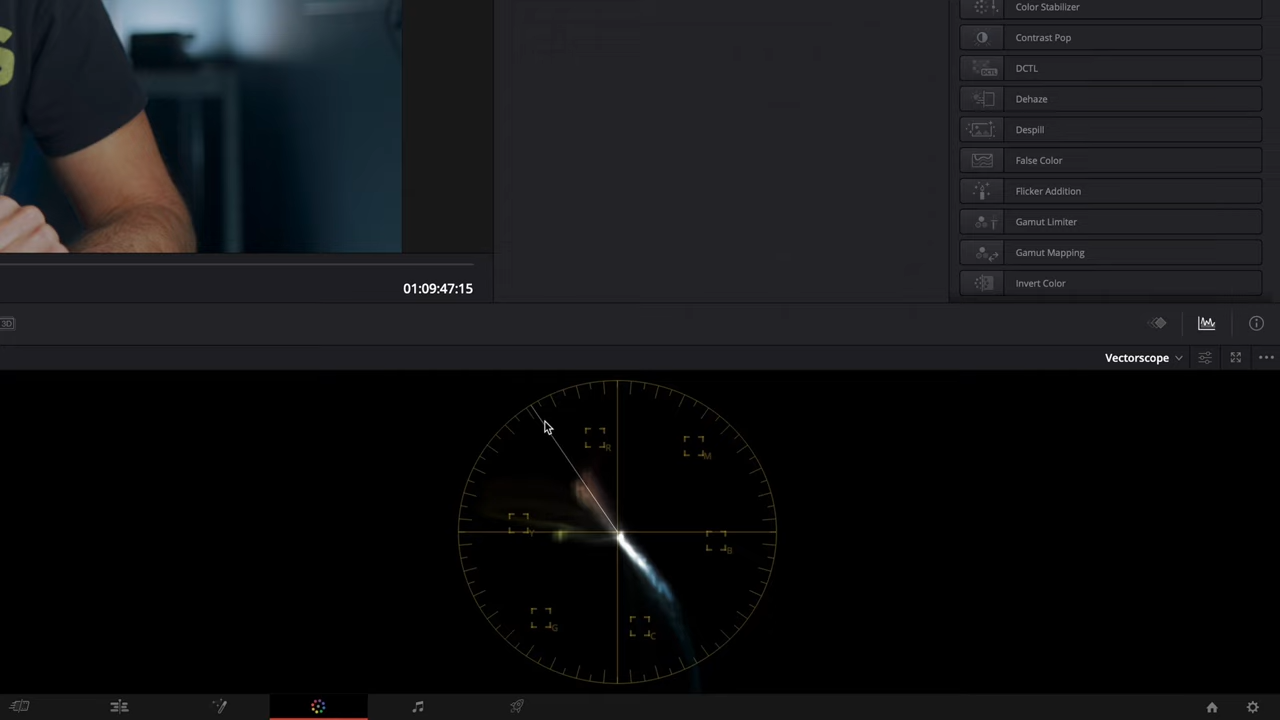 Color Stabilizer
Contrast Pop
DCTL
DCTL
Dehaze
Despill
False Color
Flicker Addition
Gamut Limiter
Gamut Mapping
Invert Color
S
01:09:47:15
3D
Vectorscope
R
M
Y
B
G
C